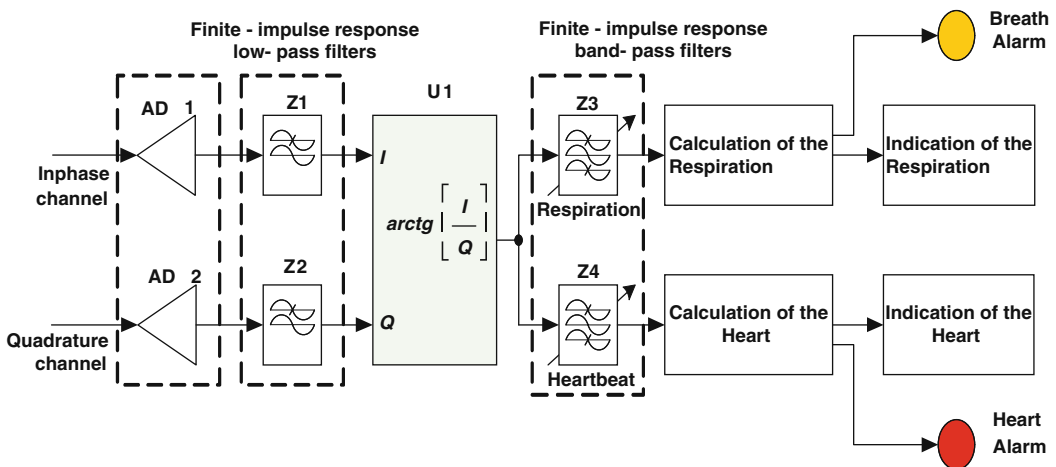 Finite - impulse response
low- pass filters
Finite - impulse response
band- pass filters
Breath
Alarm
AD 1
Z1
U1
Z3
Inphase
channel
I
Calculation of the
Respiration
Indication of the
Respiration
arctg [ I / Q ]
Respiration
AD 2
Z2
Z4
Quadrature
channel
Q
Calculation of the
Heart
Indication of the
Heart
Heartbeat
Heart
Alarm